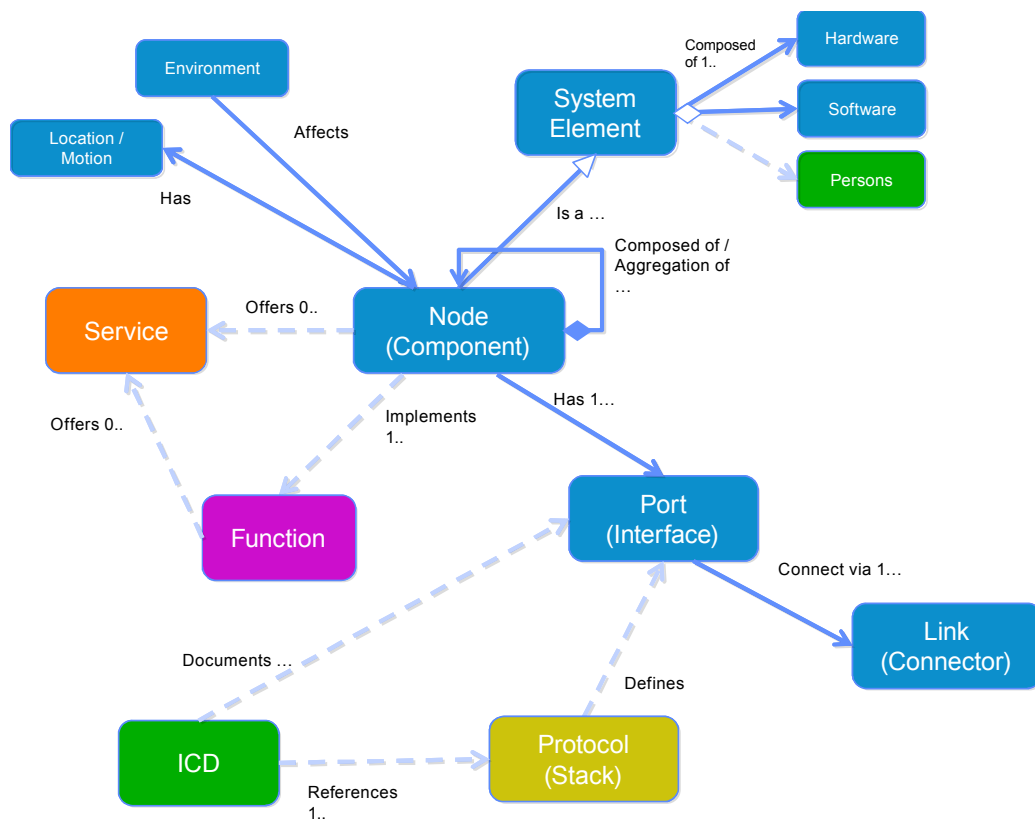 Composed
of 1..
Hardware
Environment
System
Element
Software
Affects
Location /
Motion
Persons
Has
Is a …
Composed of /
Aggregation of
…
Offers 0..
Service
Node
(Component)
Has 1…
Implements
1..
Offers 0..
Port
(Interface)
Function
Connect via 1…
Link
(Connector)
Documents …
Defines
ICD
Protocol
(Stack)
References
1..